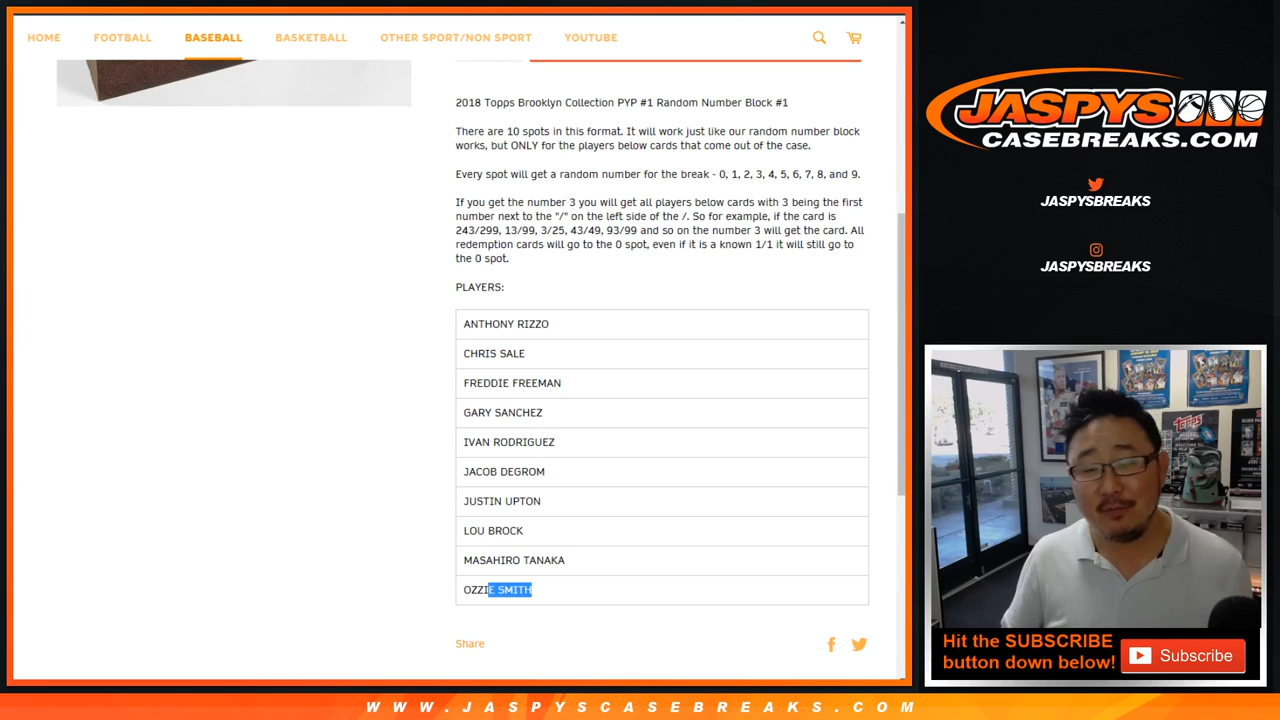 HOME FOOTBALL BASEBALL BASKETBALL OTHER SPORT/NON SPORT YOUTUBE
2018 Topps Brooklyn Collection PYP #1 Random Number Block #1
There are 10 spots in this format. It will work just like our random number block
works, but ONLY for the players below cards that come out of the case.
Every spot will get a random number for the break - 0, 1, 2, 3, 4, 5, 6, 7, 8, and 9.
If you get the number 3 you will get all players below cards with 3 being the first
number next to the "/" on the left side of the /. So for example, if the card is
243/299, 13/99, 3/25, 43/49, 93/99 and so on the number 3 will get the card. All
redemption cards will go to the 0 spot, even if it is a known 1/1 it will still go to
the 0 spot.
PLAYERS:
ANTHONY RIZZO
CHRIS SALE
FREDDIE FREEMAN
GARY SANCHEZ
IVAN RODRIGUEZ
JACOB DEGROM
JUSTIN UPTON
LOU BROCK
MASAHIRO TANAKA
OZZIE SMITH
Share
JASPYS
CASEBREAKS.COM
JASPYSBREAKS
JASPYSBREAKS
Topps
Hit the SUBSCRIBE
button down below!
Subscribe
WWW.JASPYSCASEBREAKS.COM